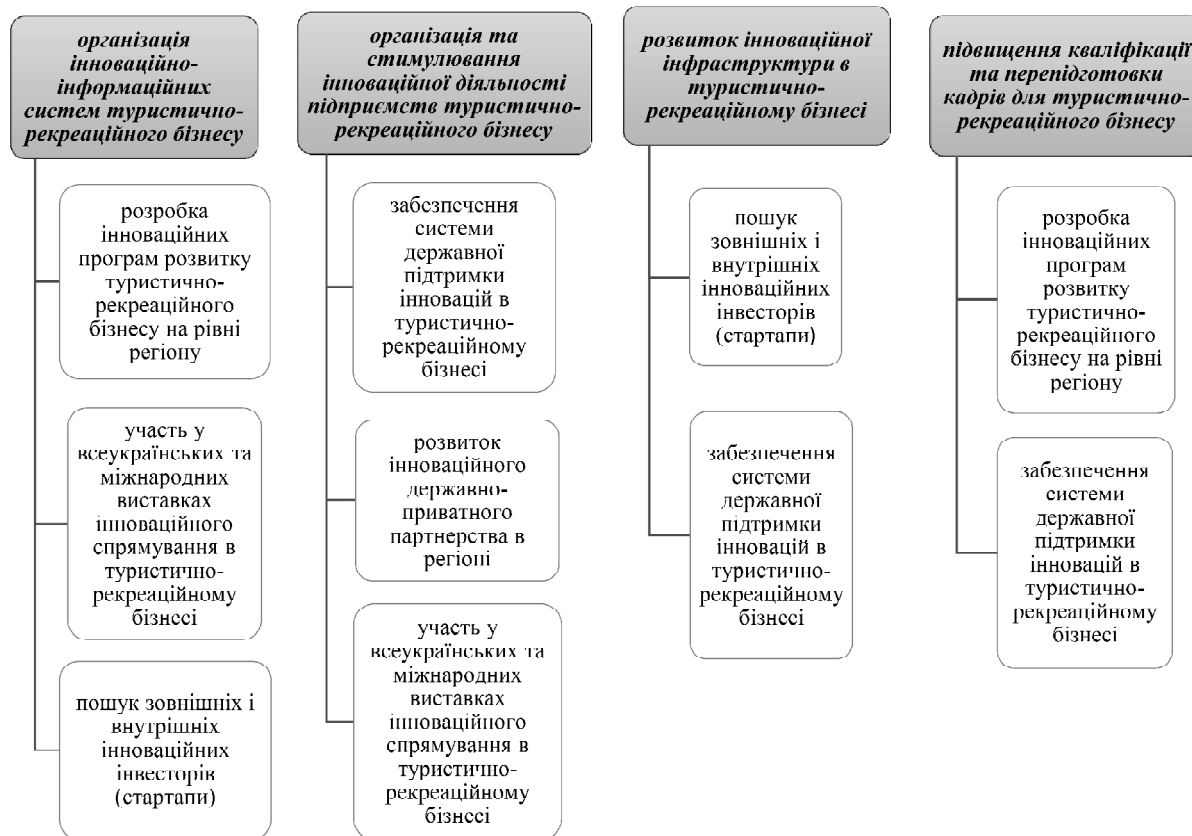 організація
інноваційно-
інформаційних
систем туристично-
рекреаційного бізнесу
розробка
інноваційних
програм розвитку
туристично-
рекреаційного
бізнесу на рівні
регіону
участь у
всеукраїнських та
міжнародних
виставках
інноваційного
спрямування в
туристично-
рекреаційному
бізнесі
пошук зовнішніх і
внутрішніх
інноваційних
інвесторів
(стартапи)
організація та
стимулювання
інноваційної діяльності
підприємств туристично-
рекреаційного бізнесу
забезпечення
системи
державної
підтримки
інновацій в
туристично-
рекреаційному
бізнесі
розвиток
інноваційного
державно-
приватного
партнерства в
регіоні
участь у
всеукраїнських та
міжнародних
виставках
інноваційного
спрямування в
туристично-
рекреаційному
бізнесі
розвиток інноваційної
інфраструктури в
туристично-
рекреаційному бізнесі
пошук
зовнішніх і
внутрішніх
інноваційних
інвесторів
(стартапи)
забезпечення
системи
державної
підтримки
інновацій в
туристично-
рекреаційному
бізнесі
підвищення кваліфікації
та перепідготовки
кадрів для туристично-
рекреаційного бізнесу
розробка
інноваційних
програм
розвитку
туристично-
рекреаційного
бізнесу на рівні
регіону
забезпечення
системи
державної
підтримки
інновацій в
туристично-
рекреаційному
бізнесі